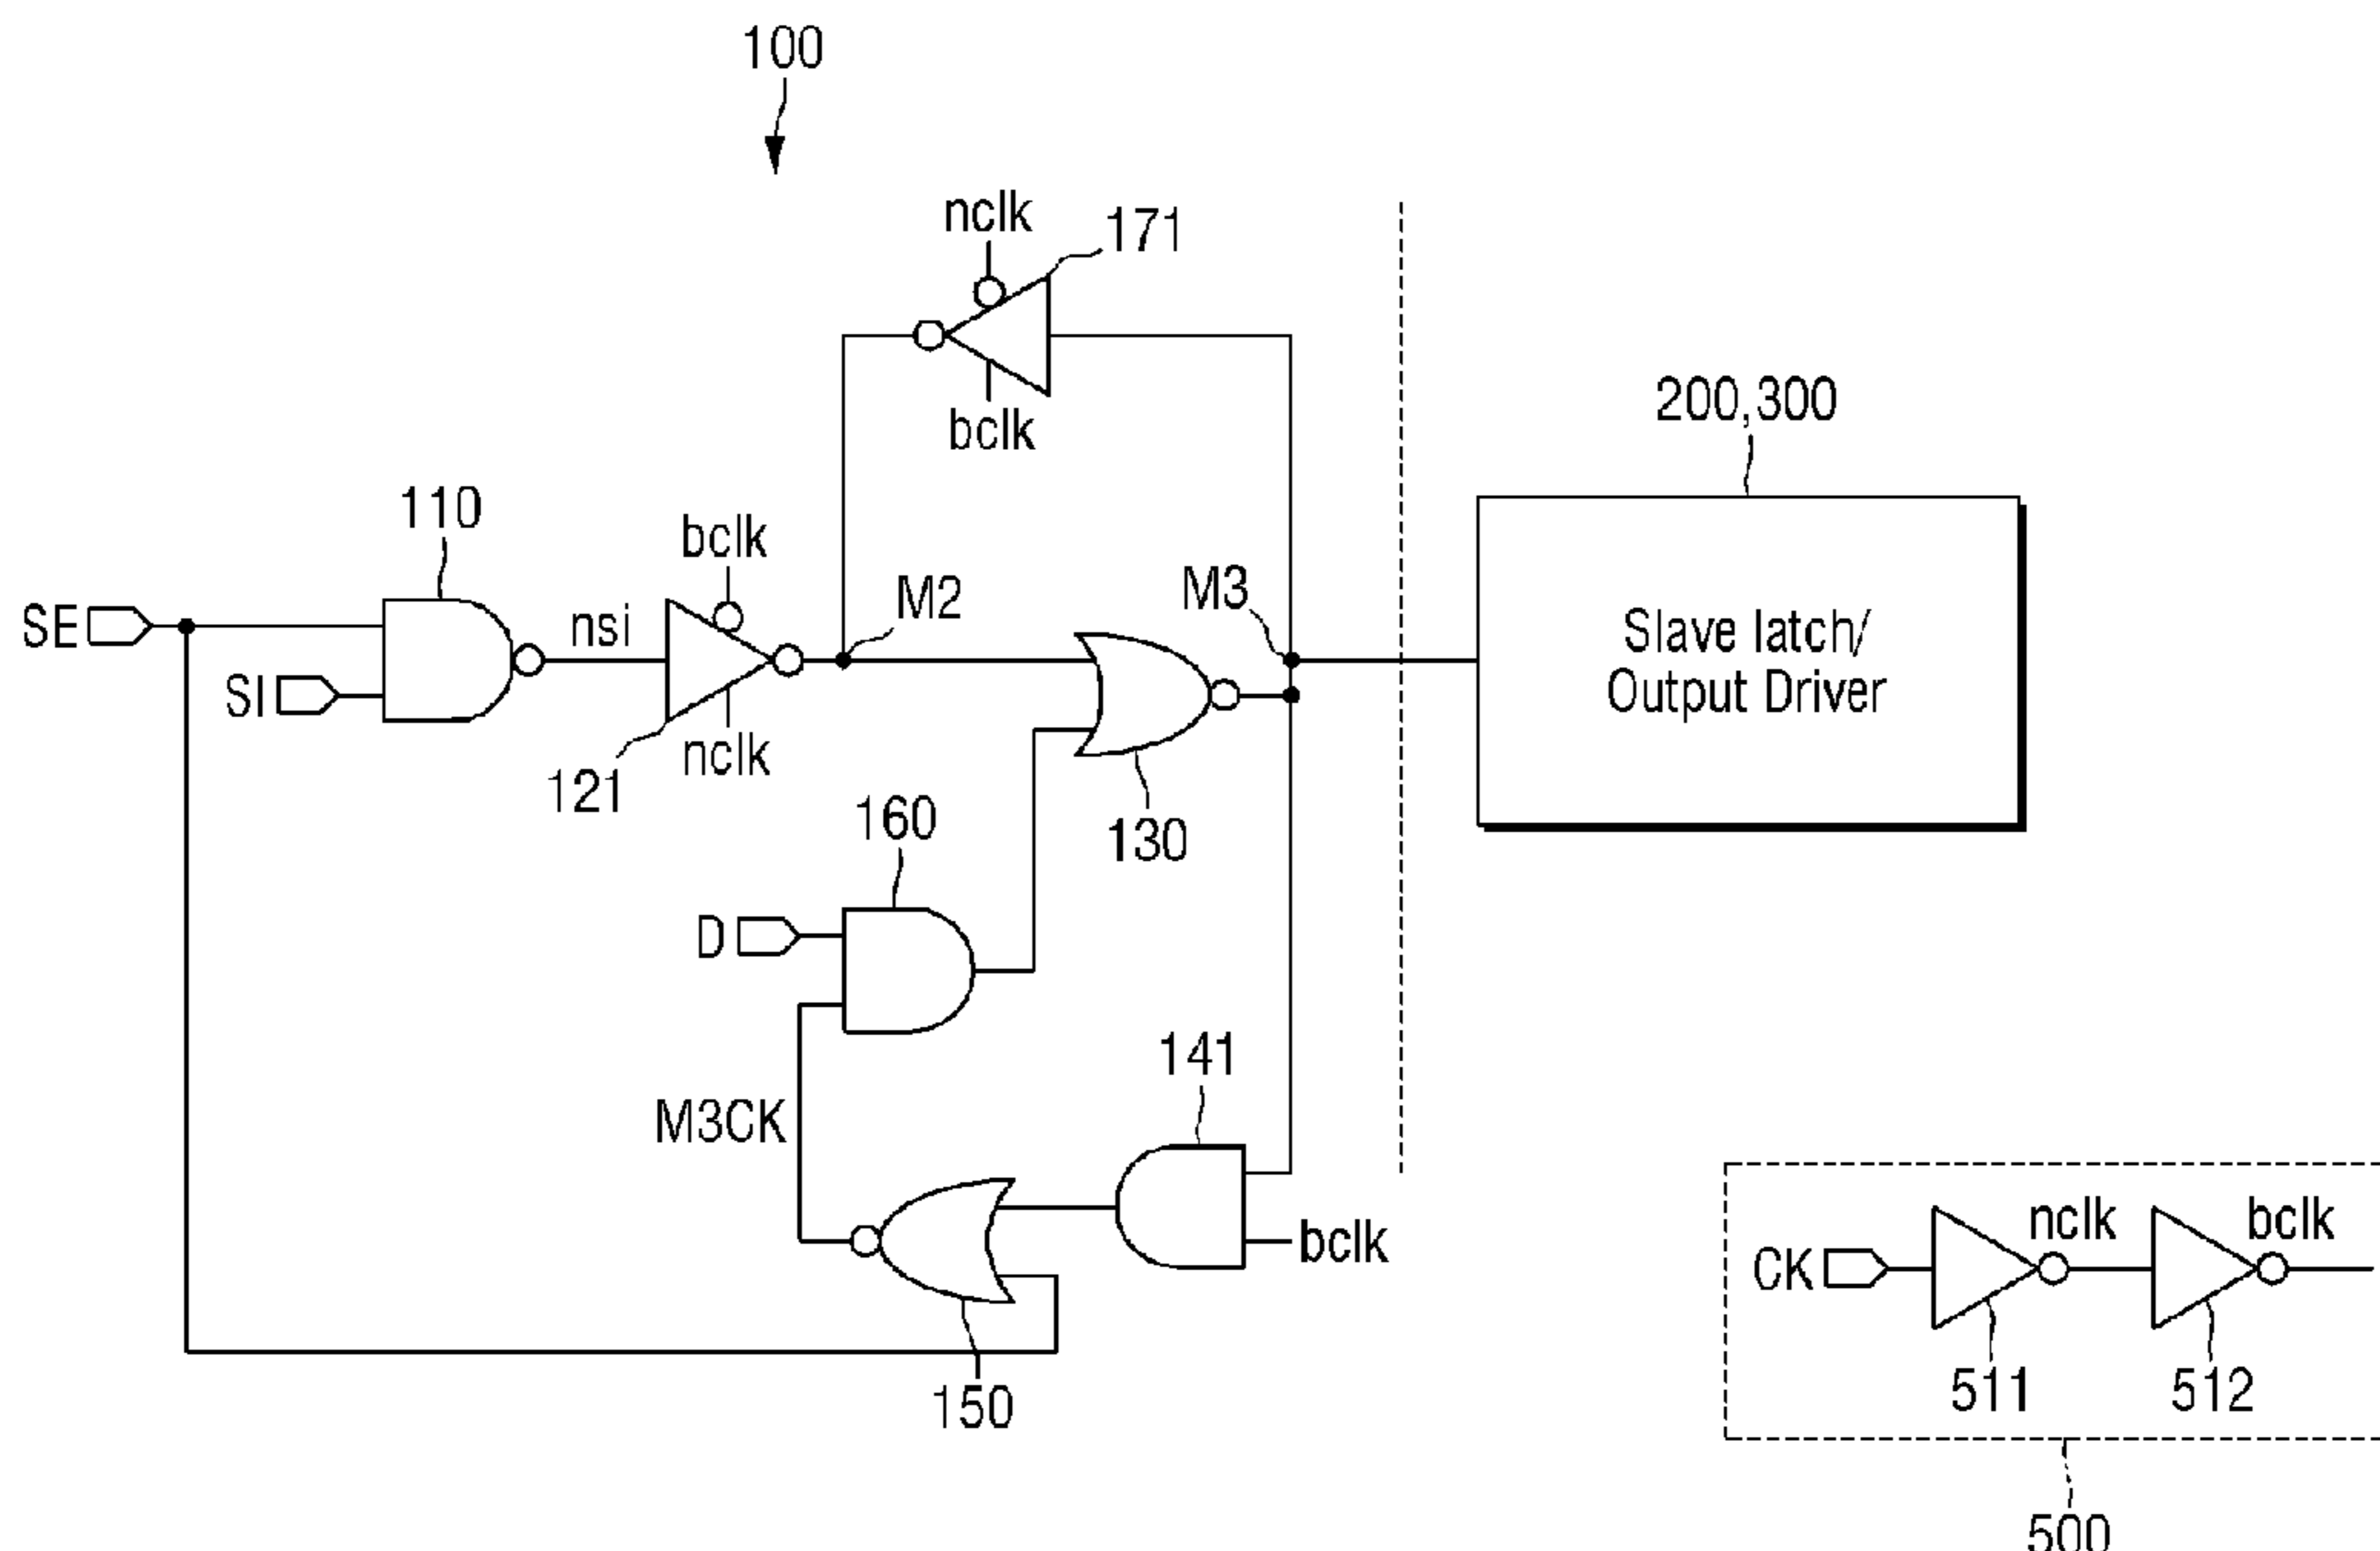 100
nclk
171
bclk
200,300
110
bclk
M2
M3
SE
nsi
SI
nclk
121
Slave latch/
Output Driver
160
130
D
141
M3CK
bclk
150
nclk
bclk
CK
511
512
500